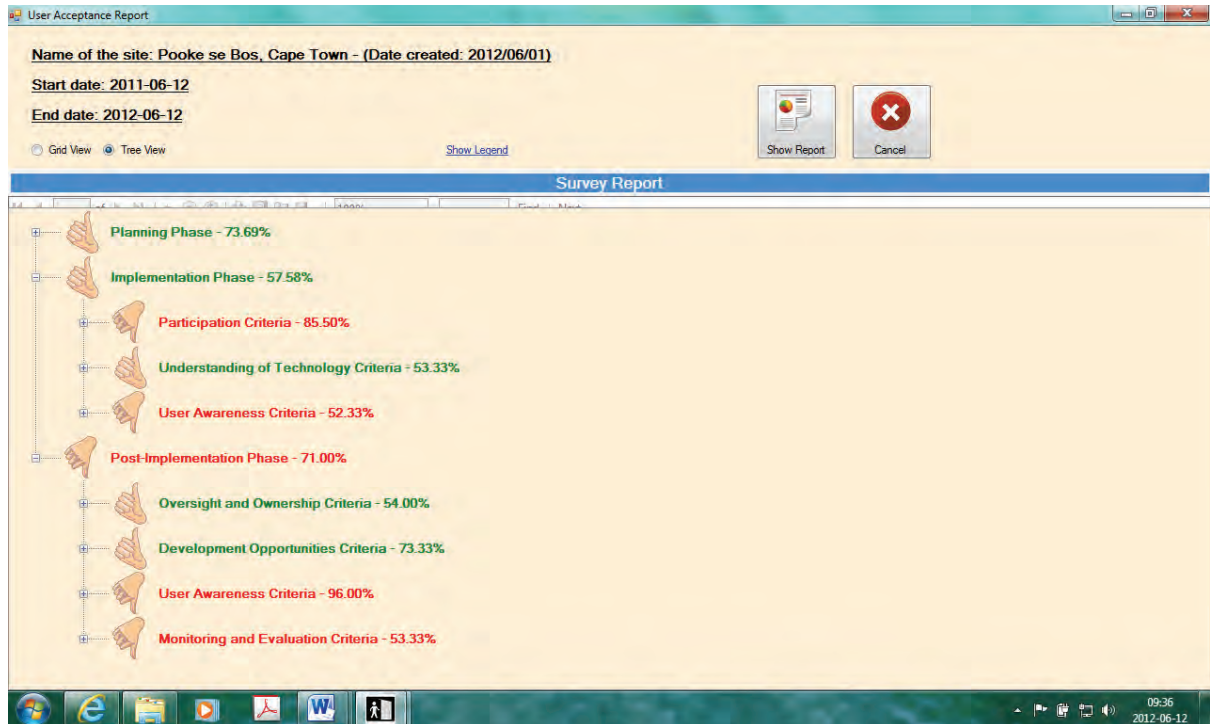 User Acceptance Report
Name of the site: Pooke se Bos, Cape Town - (Date created: 2012/06/01)
Start date: 2011-06-12
End date: 2012-06-12
Grid View Tree View Show Legend Show Report Cancel
Survey Report
Planning Phase - 73.69%
Implementation Phase - 57.58%
Participation Criteria - 85.50%
Understanding of Technology Criteria - 53.33%
User Awareness Criteria - 52.33%
Post-Implementation Phase - 71.00%
Oversight and Ownership Criteria - 54.00%
Development Opportunities Criteria - 73.33%
User Awareness Criteria - 96.00%
Monitoring and Evaluation Criteria - 53.33%
09:36
2012-06-12